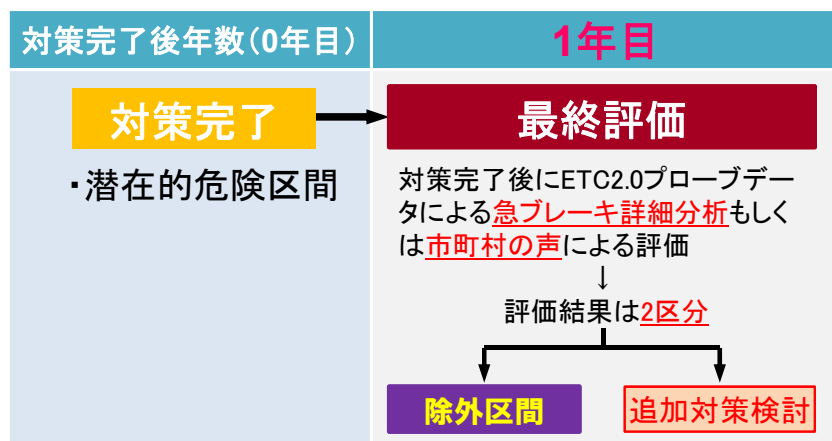 対策完了後年数(0年目)
1年目
対策完了
・潜在的危険区間
最終評価
対策完了後にETC2.0プローブデー
タによる急ブレーキ詳細分析もしく
は市町村の声による評価
↓
評価結果は2区分
除外区間
追加対策検討